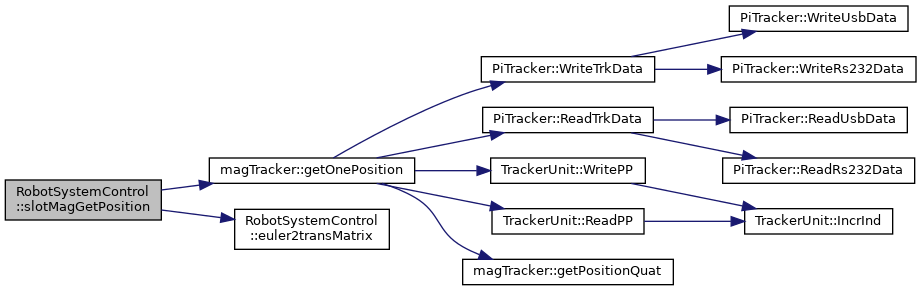 RobotSystemControl
::slotMagGetPosition
magTracker::getOnePosition
RobotSystemControl
::euler2transMatrix
PiTracker::WriteTrkData
PiTracker::ReadTrkData
TrackerUnit::WritePP
TrackerUnit::ReadPP
magTracker::getPositionQuat
PiTracker::WriteUsbData
PiTracker::WriteRs232Data
PiTracker::ReadUsbData
PiTracker::ReadRs232Data
TrackerUnit::IncrInd